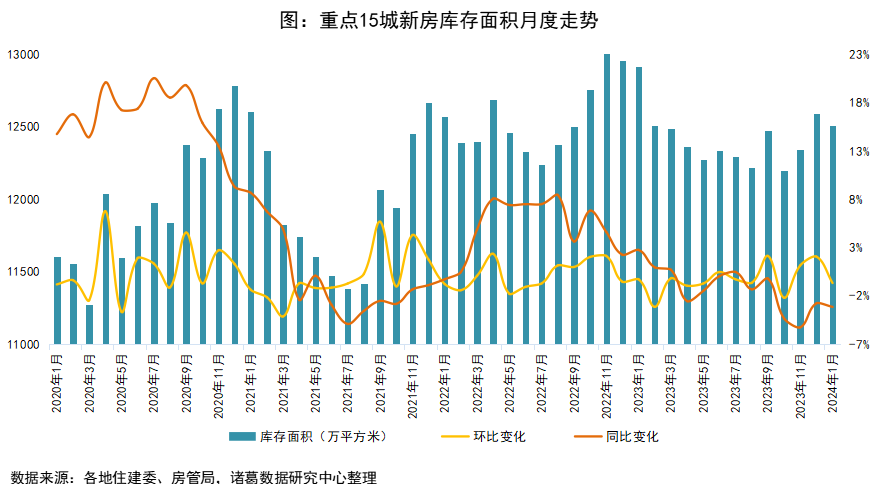 图：重点15城新房库存面积月度走势
13000
12500
12000
11500
11000
23%
18%
13%
8%
3%
-2%
-7%
2020年1月
2020年3月
2020年5月
2020年7月
2020年9月
2020年11月
2021年1月
2021年3月
2021年5月
2021年7月
2021年9月
2021年11月
2022年1月
2022年3月
2022年5月
2022年7月
2022年9月
2022年11月
2023年1月
2023年3月
2023年5月
2023年7月
2023年9月
2023年11月
2024年1月
库存面积（万平方米） 环比变化 同比变化
数据来源：各地住建委、房管局，诸葛数据研究中心整理